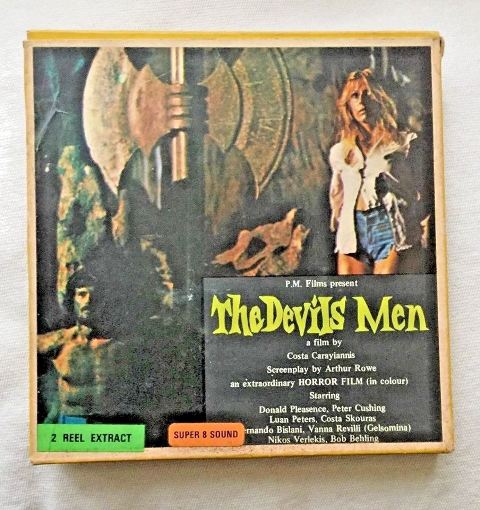 P.M. Films present
The Devils Men
a film by
Costa Carayiannis
Screenplay by Arthur Rowe
an extraordinary HORROR FILM (in colour)
Starring
Donald Pleasence, Peter Cushing
Luan Peters, Costa Skouras
ernando Bislani, Vanna Revilli (Gelsomina)
Nikos Verlekis, Bob Behling
2 REEL EXTRACT
SUPER 8 SOUND